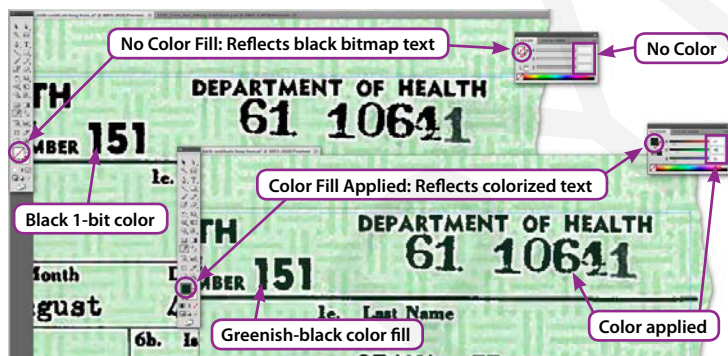 No Color Fill: Reflects black bitmap text
No Color
TH
DEPARTMENT OF HEALTH
61 10641
MBER 151
1c.
Color Fill Applied: Reflects colorized text
Black 1-bit color
TH
DEPARTMENT OF HEALTH
61 10641
MBER 151
Month
gust
1c. Last Name
Greenish-black color fill
Color applied
6b.